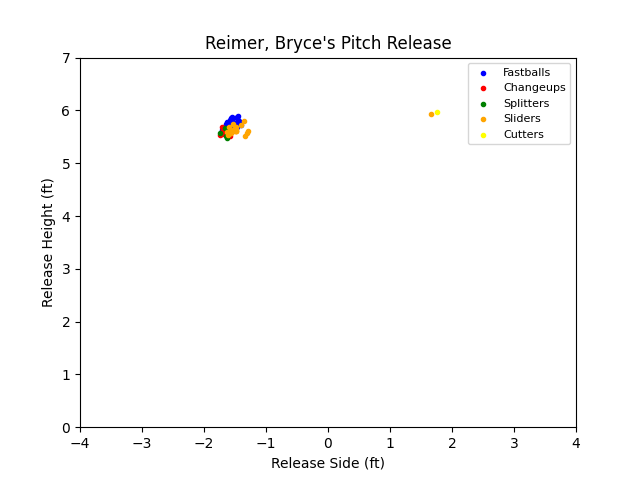 Reimer, Bryce's Pitch Release
Fastballs
Changeups
Splitters
Sliders
Cutters
7
6
5
4
3
2
1
0
Release Height (ft)
−4 −3 −2 −1 0 1 2 3 4
Release Side (ft)